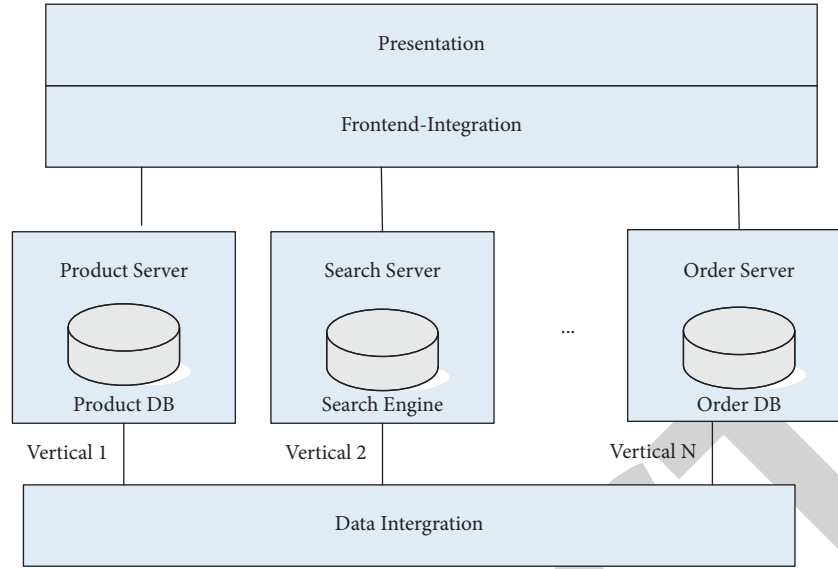 Presentation
Frontend-Integration
Product Server
Search Server
Order Server
...
Product DB
Search Engine
Order DB
Vertical 1
Vertical 2
Vertical N
Data Intergration